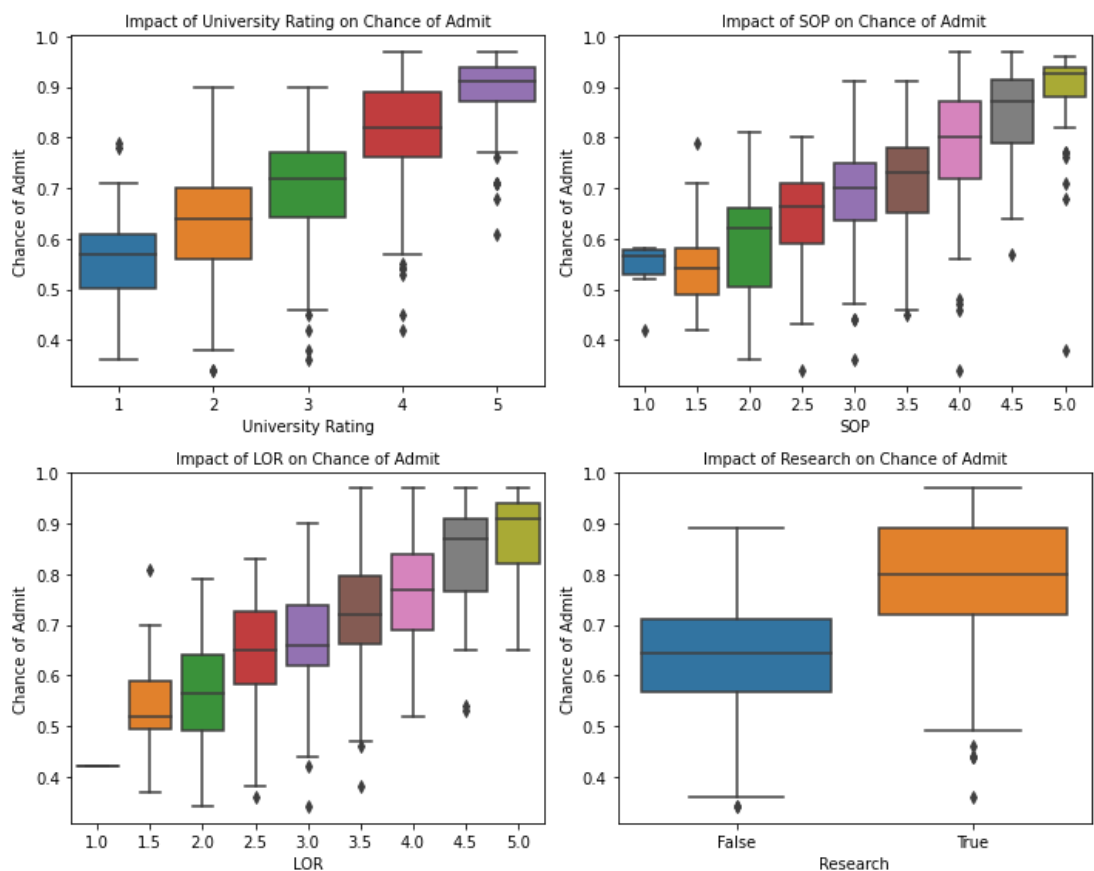 Impact of University Rating on Chance of Admit
1.0
0.9
0.8
0.7
0.6
0.5
0.4
Chance of Admit
1 2 3 4 5
University Rating
Impact of SOP on Chance of Admit
1.0
0.9
0.8
0.7
0.6
0.5
0.4
Chance of Admit
1.0 1.5 2.0 2.5 3.0 3.5 4.0 4.5 5.0
SOP
Impact of LOR on Chance of Admit
1.0
0.9
0.8
0.7
0.6
0.5
0.4
Chance of Admit
1.0 1.5 2.0 2.5 3.0 3.5 4.0 4.5 5.0
LOR
Impact of Research on Chance of Admit
1.0
0.9
0.8
0.7
0.6
0.5
0.4
Chance of Admit
False True
Research